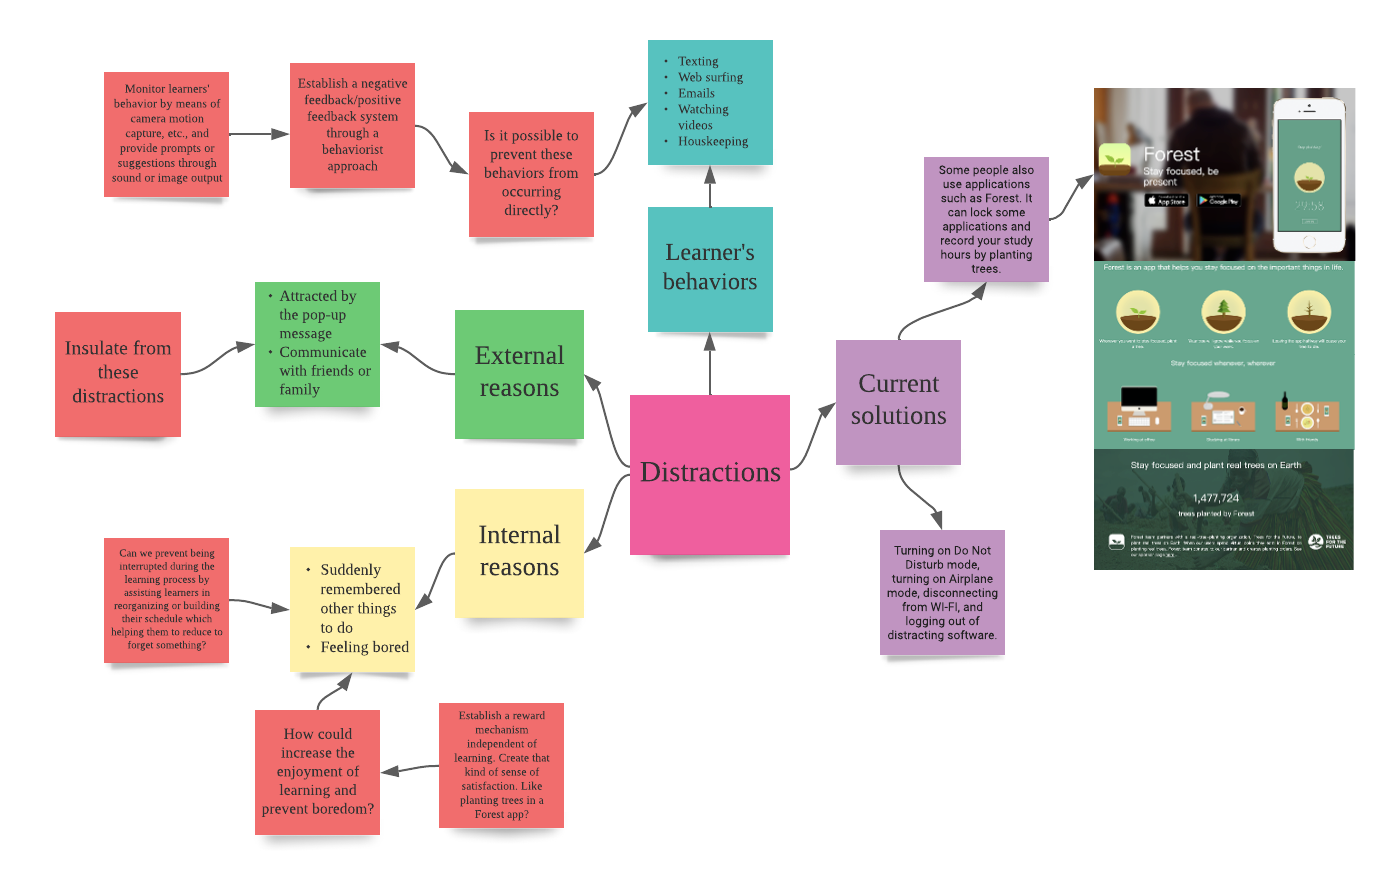 Monitor learners'
behavior by means of
camera motion
capture, etc., and
provide prompts or
suggestions through
sound or image output
Establish a negative
feedback/positive
feedback system
through a
behaviorist
approach
Is it possible to
prevent these
behaviors from
occurring
directly?
• Texting
• Web surfing
• Emails
• Watching
videos
• Houskeeping
Learner's
behaviors
Insulate from
these
distractions
• Attracted by
the pop-up
message
• Communicate
with friends or
family
External
reasons
Distractions
Internal
reasons
Can we prevent being
interrupted during the
learning process by
assisting learners in
reorganizing or building
their schedule which
helping them to reduce to
forget something?
• Suddenly
remembered
other things
to do
• Feeling bored
How could
increase the
enjoyment of
learning and
prevent boredom?
Establish a reward
mechanism
independent of
learning. Create that
kind of sense of
satisfaction. Like
planting trees in a
Forest app?
Current
solutions
Some people also
use applications
such as Forest. It
can lock some
applications and
record your study
hours by planting
trees.
Turning on Do Not
Disturb mode,
turning on Airplane
mode, disconnecting
from WI-FI, and
logging out of
distracting software.
Forest
Stay focused, be
present
App Store
Google Play
Forest is an app that helps you stay focused on the important things in life.
Stay focused whenever, wherever
Stay focused and plant real trees on Earth
1,477,724
trees planted by Forest
TREES
FOR THE
FUTURE